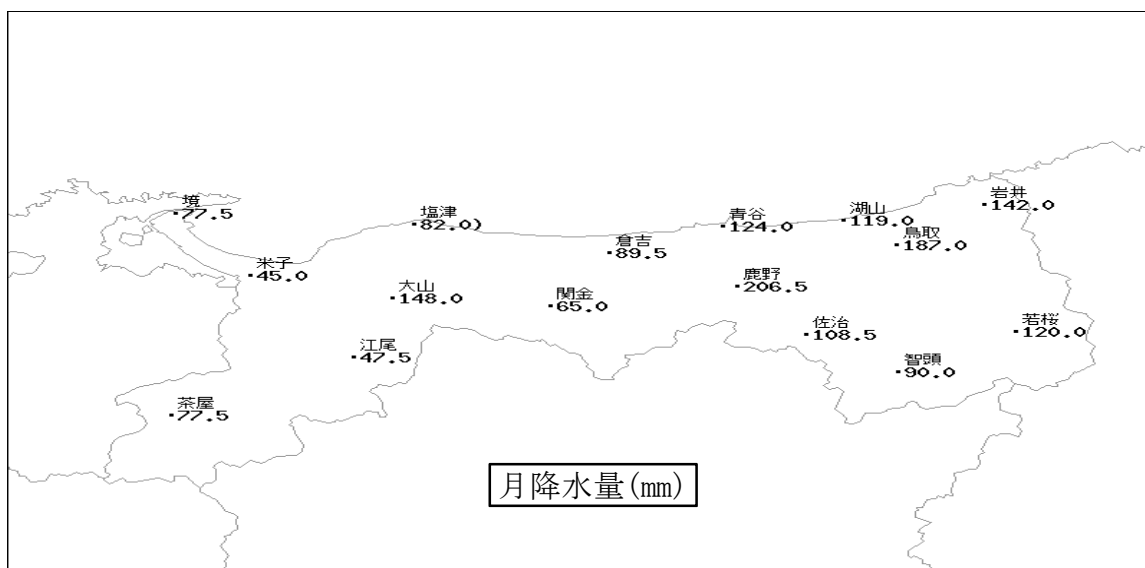 岩井
142.0
境
77.5
塩津
82.0)
青谷
124.0
湖山
119.0
鳥取
187.0
倉吉
89.5
米子
45.0
大山
148.0
関金
65.0
鹿野
206.5
佐治
108.5
若桜
120.0
江尾
47.5
智頭
90.0
茶屋
77.5
月降水量(mm)